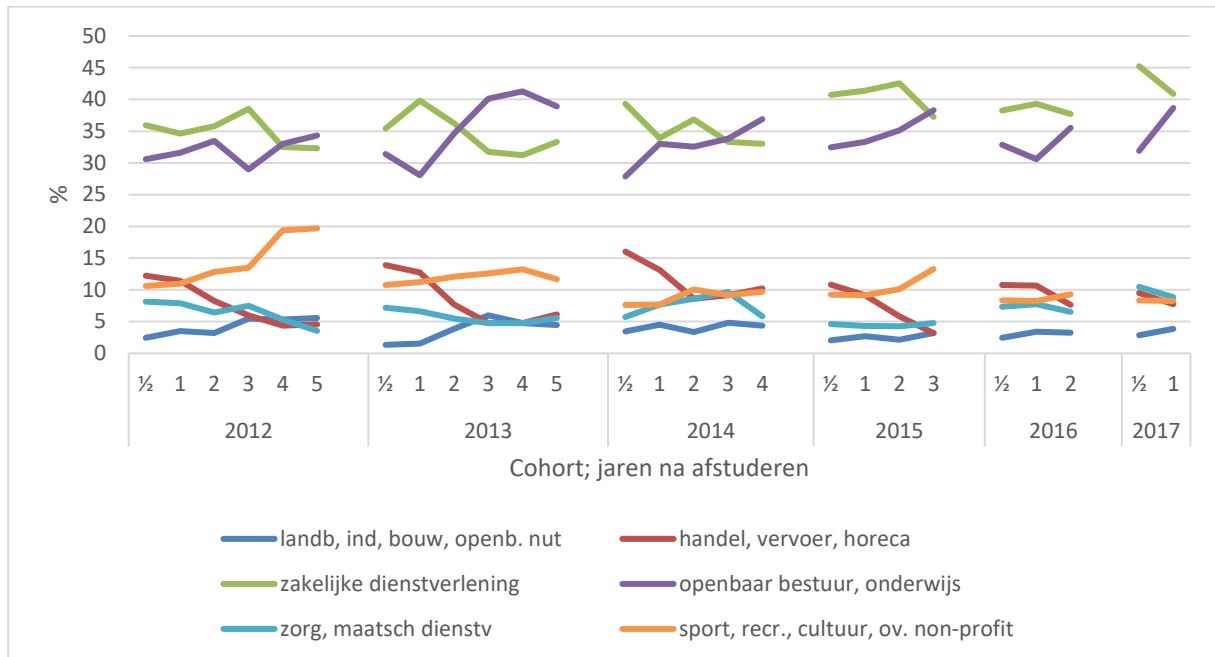 50
45
40
35
30
25
20
15
10
5
0
%
½ 1 2 3 4 5 ½ 1 2 3 4 5 ½ 1 2 3 4 ½ 1 2 3 ½ 1 2 ½ 1
2012 2013 2014 2015 2016 2017
Cohort; jaren na afstuderen
landb, ind, bouw, openb. nut handel, vervoer, horeca
zakelijke dienstverlening openbaar bestuur, onderwijs
zorg, maatsch dienstv sport, recr., cultuur, ov. non-profit